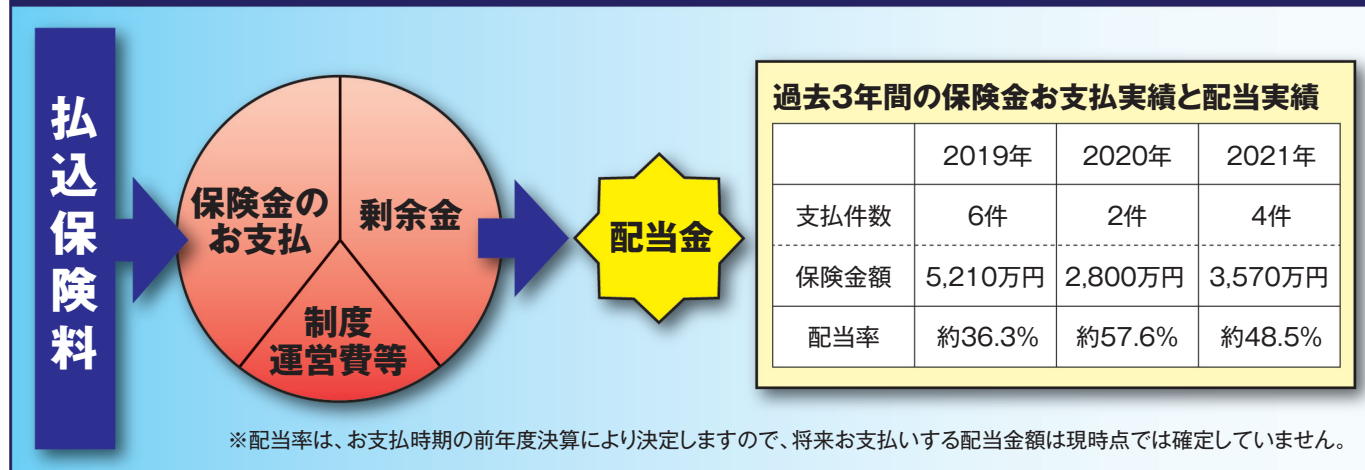 払込保険料
保険金の
お支払
剰余金
制度
運営費等
配当金
過去3年間の保険金お支払実績と配当実績
2019年 2020年 2021年
支払件数 6件 2件 4件
保険金額 5,210万円 2,800万円 3,570万円
配当率 約36.3% 約57.6% 約48.5%
※配当率は、お支払時期の前年度決算により決定しますので、将来お支払いする配当金額は現時点では確定していません。